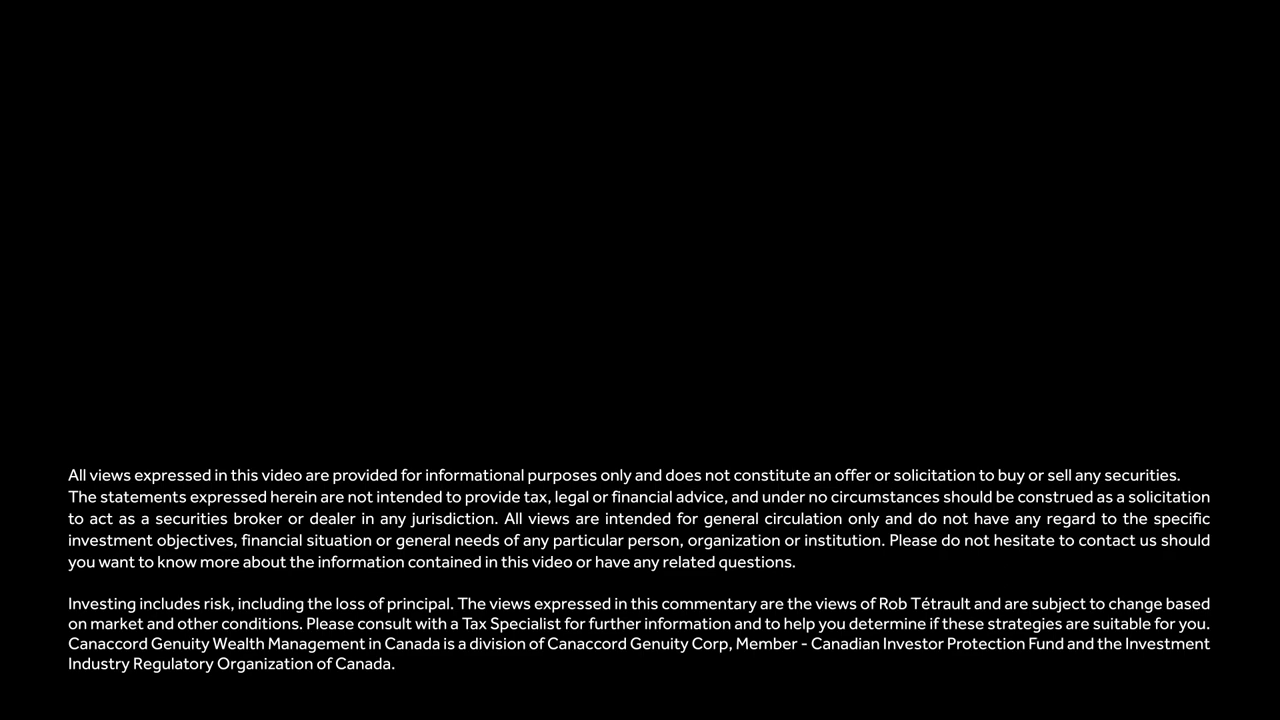 All views expressed in this video are provided for informational purposes only and does not constitute an offer or solicitation to buy or sell any securities.
The statements expressed herein are not intended to provide tax, legal or financial advice, and under no circumstances should be construed as a solicitation
to act as a securities broker or dealer in any jurisdiction. All views are intended for general circulation only and do not have any regard to the specific
investment objectives, financial situation or general needs of any particular person, organization or institution. Please do not hesitate to contact us should
you want to know more about the information contained in this video or have any related questions.
Investing includes risk, including the loss of principal. The views expressed in this commentary are the views of Rob Tétrault and are subject to change based
on market and other conditions. Please consult with a Tax Specialist for further information and to help you determine if these strategies are suitable for you.
Canaccord Genuity Wealth Management in Canada is a division of Canaccord Genuity Corp, Member - Canadian Investor Protection Fund and the Investment
Industry Regulatory Organization of Canada.